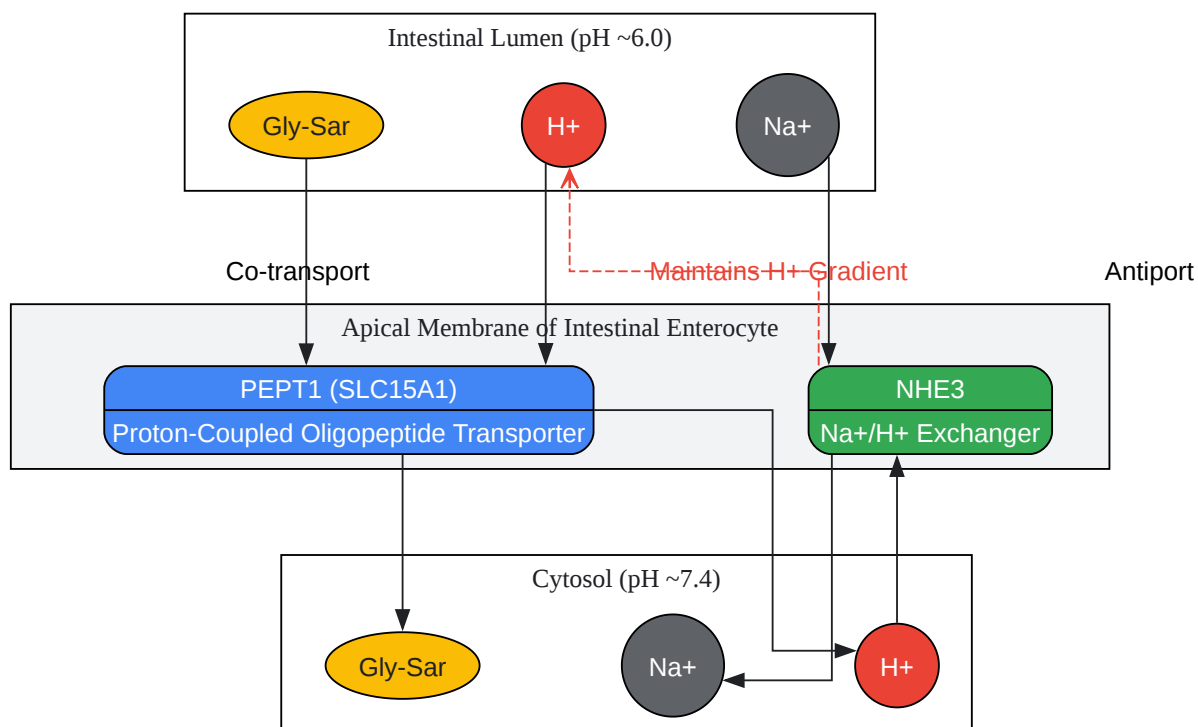 Intestinal Lumen (pH ~6.0)
Gly-Sar
H+
Na+
Co-transport
Maintains H+ Gradient
Antiport
Apical Membrane of Intestinal Enterocyte
PEPT1 (SLC15A1)
Proton-Coupled Oligopeptide Transporter
NHE3
Na+/H+ Exchanger
Cytosol (pH ~7.4)
Gly-Sar
Na+
H+